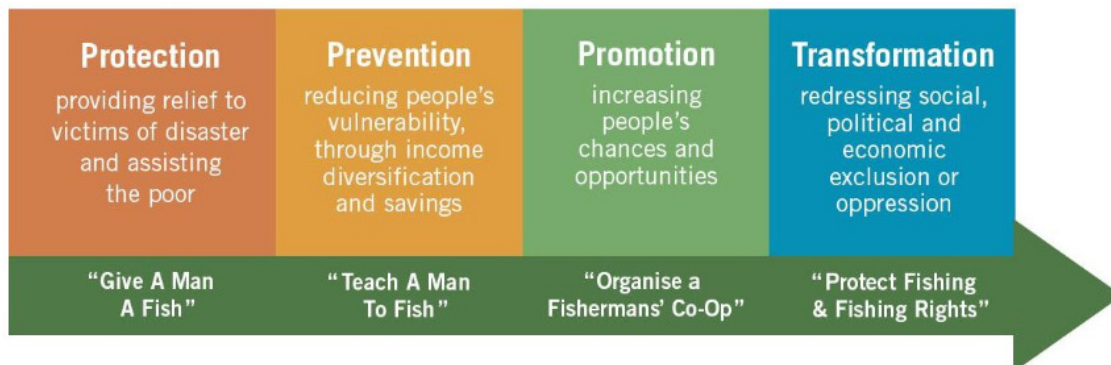 Protection
providing relief to
victims of disaster
and assisting
the poor
“Give A Man
A Fish”
Prevention
reducing people’s
vulnerability,
through income
diversification
and savings
“Teach A Man
To Fish”
Promotion
increasing
people’s
chances and
opportunities
“Organise a
Fishermans’ Co-Op”
Transformation
redressing social,
political and
economic
exclusion or
oppression
“Protect Fishing
& Fishing Rights”